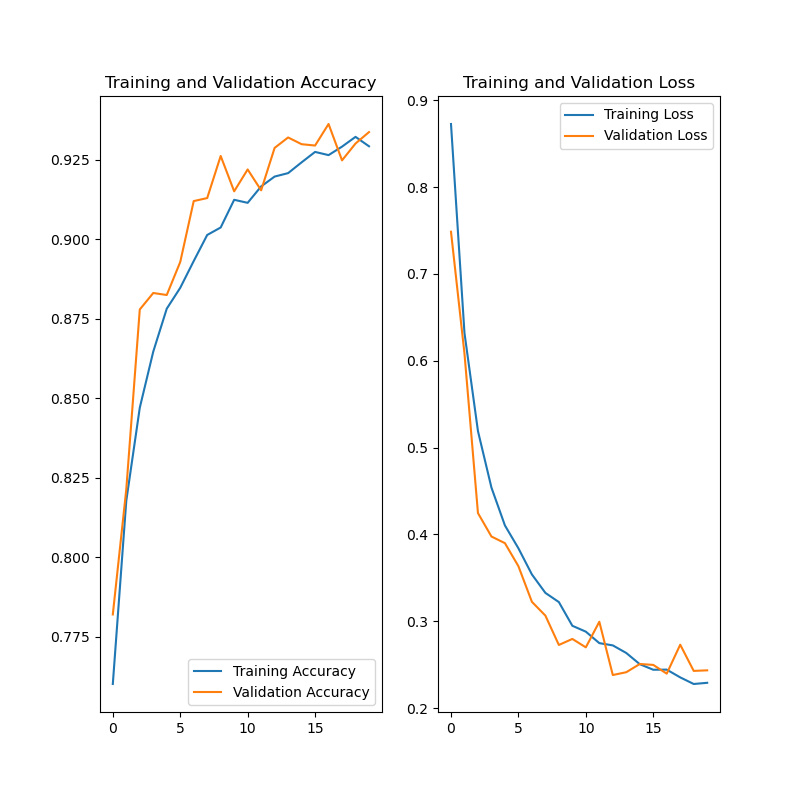 Training and Validation Accuracy
0.925
0.900
0.875
0.850
0.825
0.800
0.775
0 5 10 15
Training Accuracy
Validation Accuracy
Training and Validation Loss
0.9
0.8
0.7
0.6
0.5
0.4
0.3
0.2
0 5 10 15
Training Loss
Validation Loss